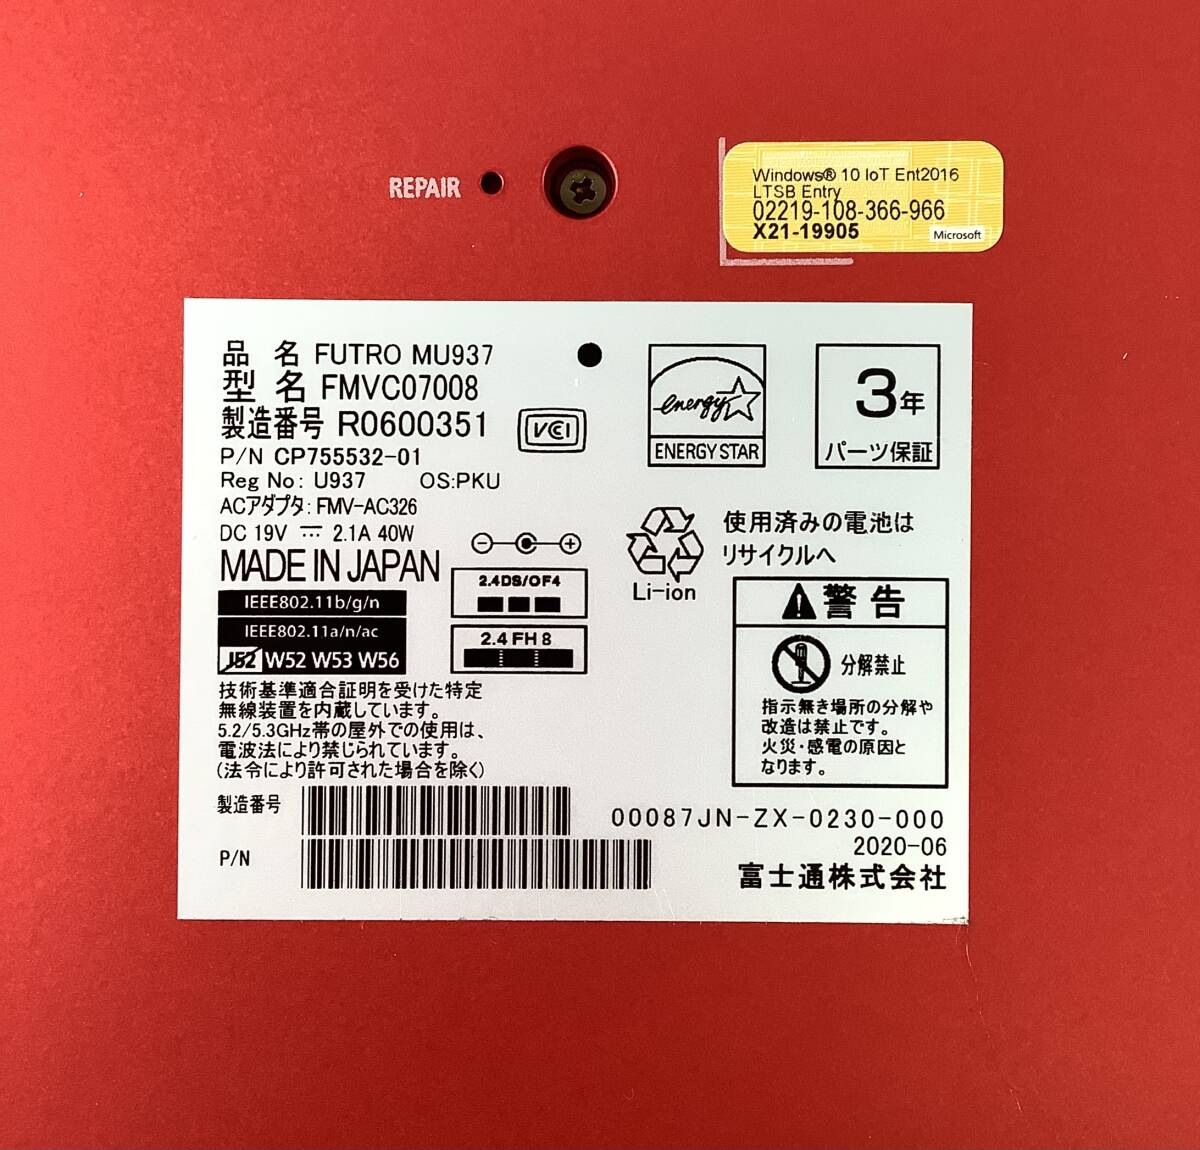 REPAIR
Windows® 10 IoT Ent2016
LTSB Entry
02219-108-366-966
X21-19905
Microsoft
品 名 FUTRO MU937
型 名 FMVC07008
製造番号 R0600351
VCCI
P/N CP755532-01
Reg No: U937 OS:PKU
ACアダプタ: FMV-AC326
DC 19V ⎓ 2.1A 40W
MADE IN JAPAN
energy
ENERGY STAR
3年
パーツ保証
使用済みの電池は
リサイクルへ
Li-ion
IEEE802.11b/g/n
IEEE802.11a/n/ac
J52 W52 W53 W56
2.4DS/OF4
2.4FH8
警告
分解禁止
指示無き場所の分解や
改造は禁止です。
火災・感電の原因と
なります。
技術基準適合証明を受けた特定
無線装置を内蔵しています。
5.2/5.3GHz帯の屋外での使用は、
電波法により禁じられています。
(法令により許可された場合を除く)
製造番号
P/N
00087JN-ZX-0230-000
2020-06
富士通株式会社